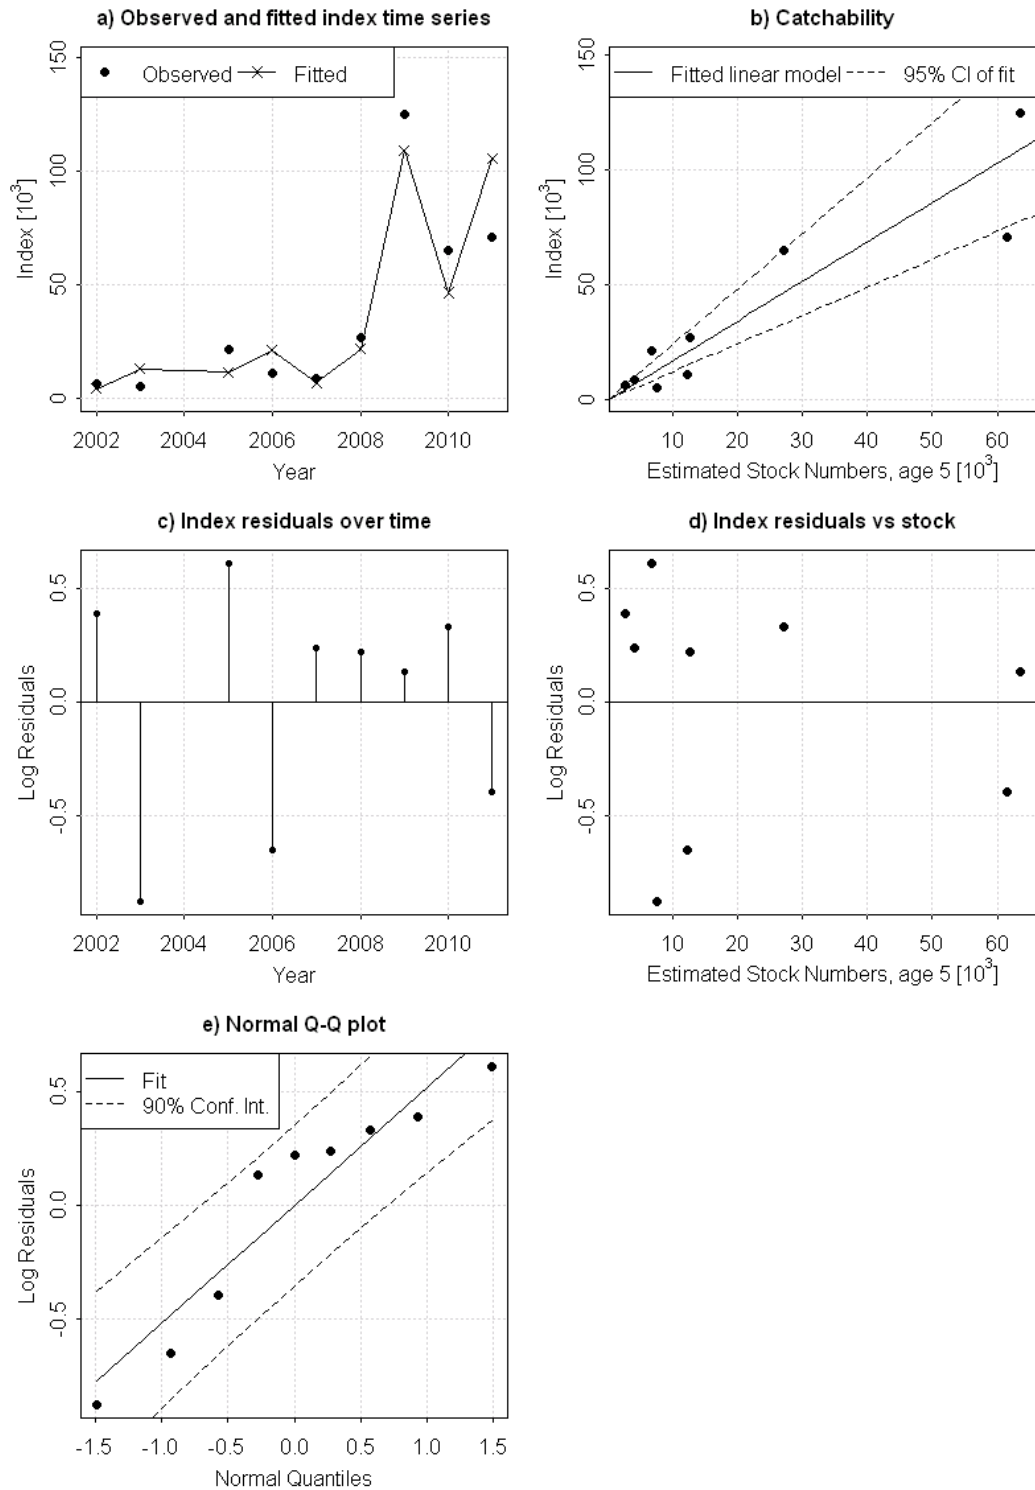 a) Observed and fitted index time series
Observed Fitted
150
100
50
0
Index [10³]
2002 2004 2006 2008 2010
Year
b) Catchability
Fitted linear model 95% CI of fit
150
100
50
0
Index [10³]
10 20 30 40 50 60
Estimated Stock Numbers, age 5 [10³]
c) Index residuals over time
0.5
0.0
-0.5
Log Residuals
2002 2004 2006 2008 2010
Year
d) Index residuals vs stock
0.5
0.0
-0.5
Log Residuals
10 20 30 40 50 60
Estimated Stock Numbers, age 5 [10³]
e) Normal Q-Q plot
Fit
90% Conf. Int.
0.5
0.0
-0.5
Log Residuals
-1.5 -1.0 -0.5 0.0 0.5 1.0 1.5
Normal Quantiles